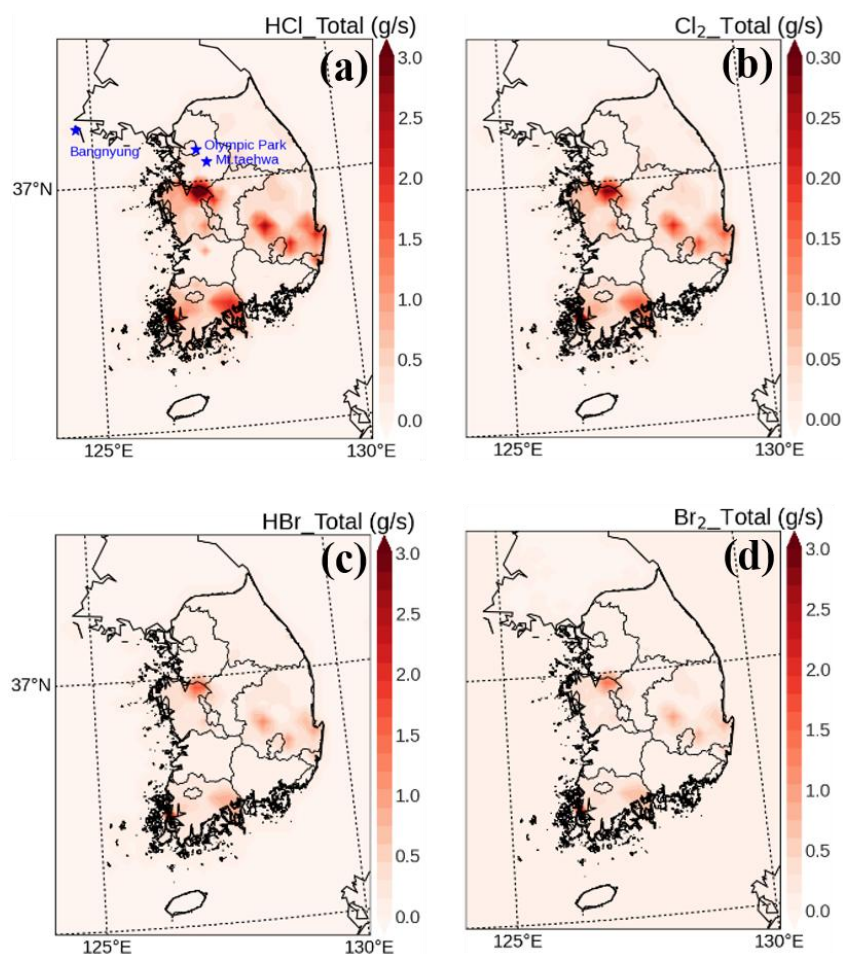 HCl_Total (g/s)
(a)
3.0
2.5
2.0
1.5
1.0
0.5
0.0
Bangnyung
Olympic Park
Mt.taehwa
37°N
125°E
130°E
Cl₂_Total (g/s)
(b)
0.30
0.30
0.20
0.15
0.10
0.05
0.00
125°E
130°E
HBr_Total (g/s)
(c)
3.0
2.5
2.0
1.5
1.0
0.5
0.0
37°N
125°E
130°E
Br₂_Total (g/s)
(d)
3.0
2.5
2.0
1.5
1.0
0.5
0.0
125°E
130°E